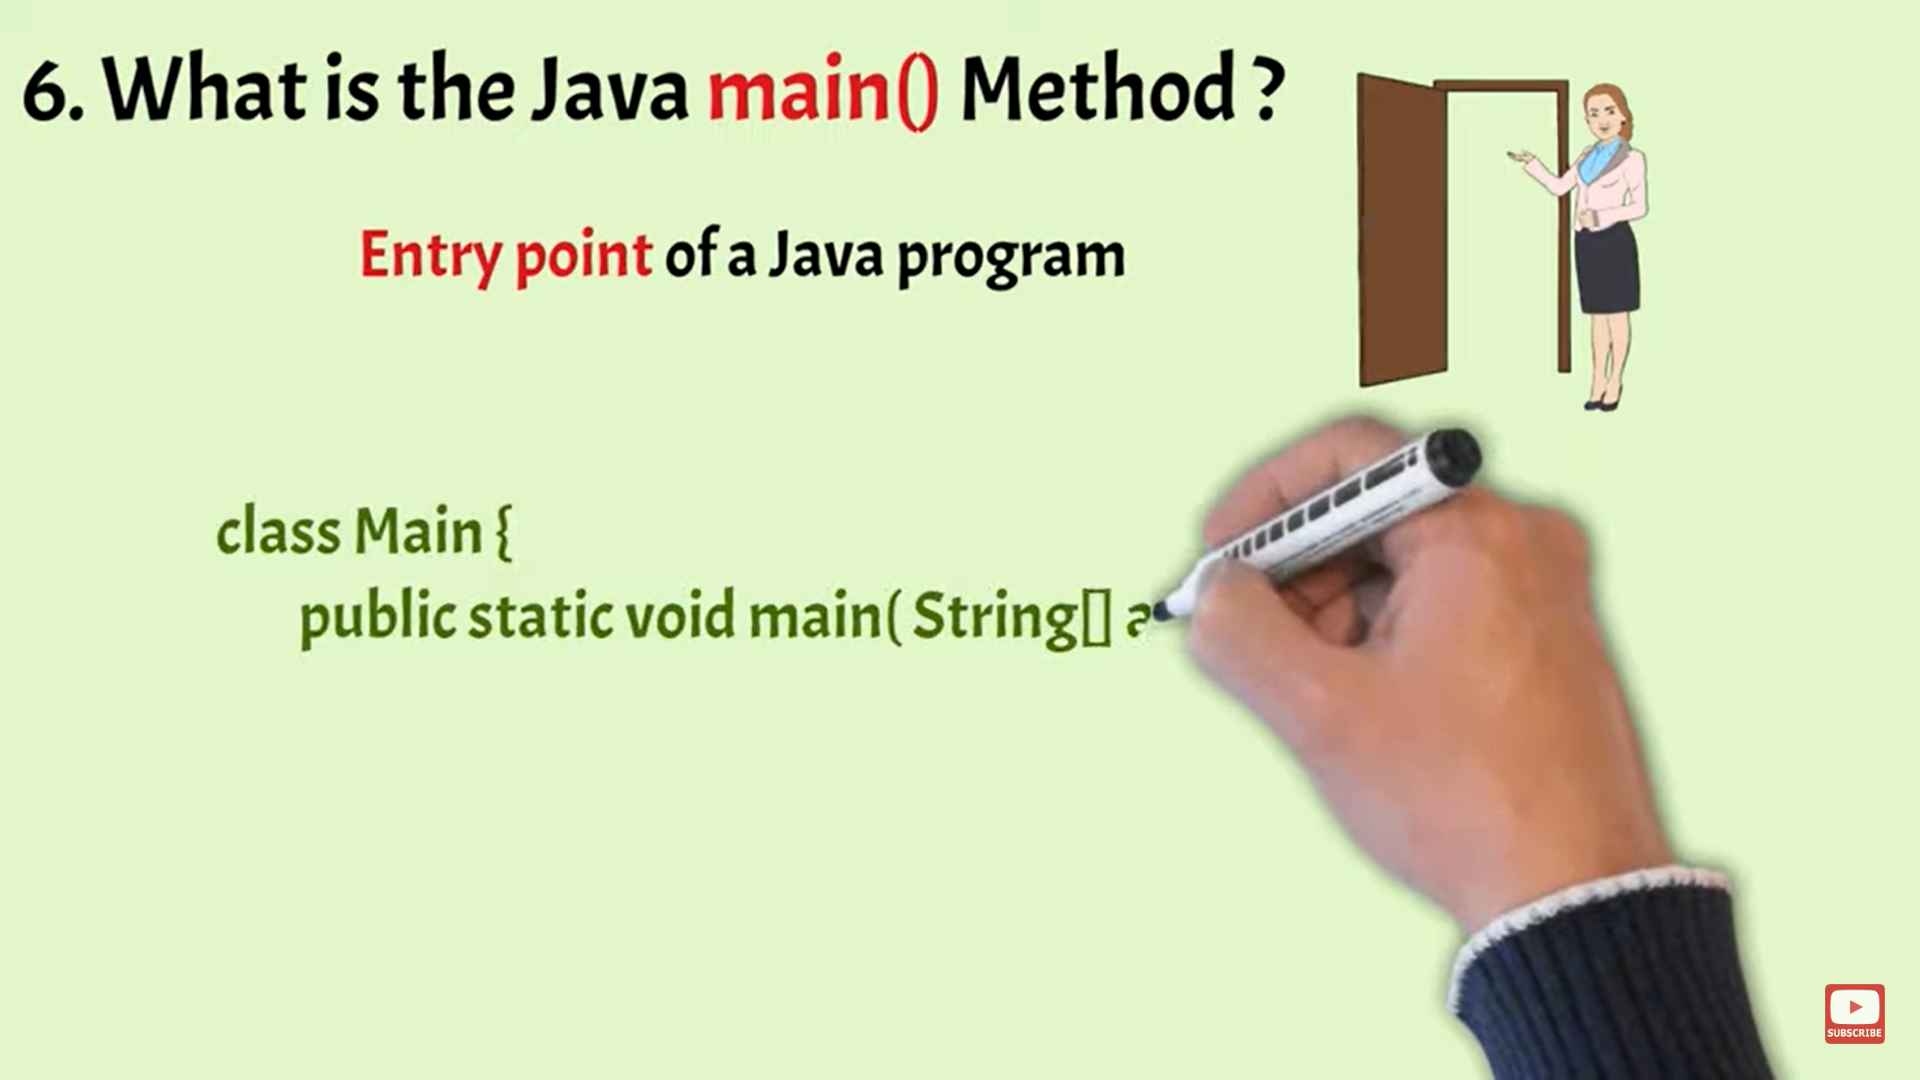 6. What is the Java main() Method ?
Entry point of a Java program
class Main {
public static void main( String[] a
SUBSCRIBE